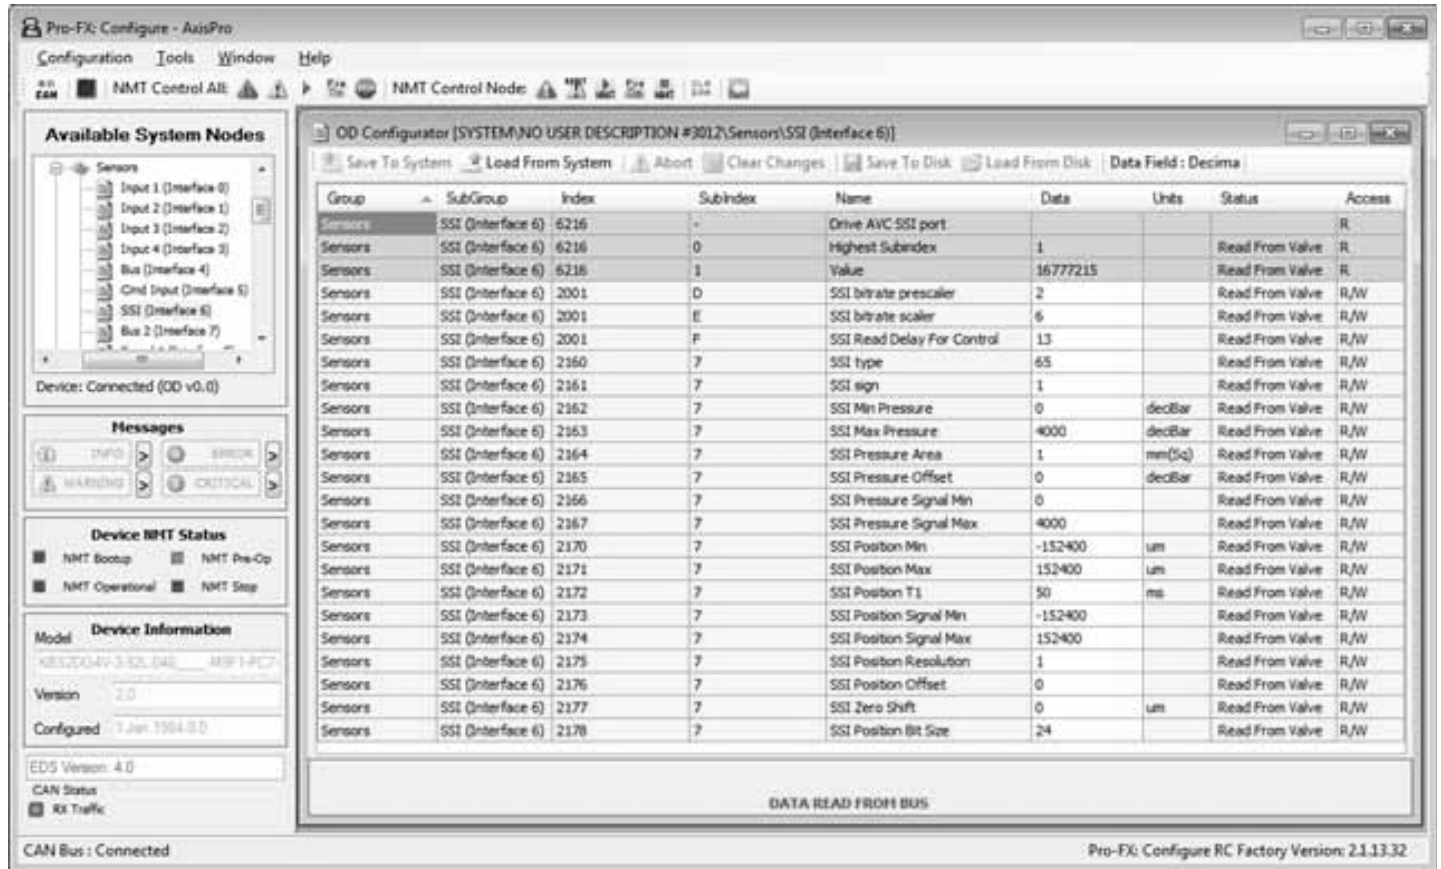 Pro-FX: Configure - AxisPro
Configuration Tools Window Help
CAN NMT Control All: NMT Control Node:
Available System Nodes
Sensors
Input 1 (Interface 0)
Input 2 (Interface 1)
Input 3 (Interface 2)
Input 4 (Interface 3)
Bus (Interface 4)
Cmd Input (Interface 5)
SSI (Interface 6)
Bus 2 (Interface 7)
Device: Connected (OD v0.0)
Messages
INFO > ERROR >
WARNING > CRITICAL >
Device NMT Status
NMT Bootup NMT Pre-Op
NMT Operational NMT Stop
Device Information
Model
Version 2.0
Configured 1 Jan 1984 0.0
EDS Version: 4.0
CAN Status
RX Traffic
OD Configurator [SYSTEM\NO USER DESCRIPTION #3012\Sensors\SSI (Interface 6)]
Save To System Load From System Abort Clear Changes Save To Disk Load From Disk Data Field : Decima
Group SubGroup Index SubIndex Name Data Units Status Access
Sensors SSI (Interface 6) 6216 - Drive AVC SSI port R
Sensors SSI (Interface 6) 6216 0 Highest Subindex 1 Read From Valve R
Sensors SSI (Interface 6) 6216 1 Value 16777215 Read From Valve R
Sensors SSI (Interface 6) 2001 D SSI bitrate prescaler 2 Read From Valve R/W
Sensors SSI (Interface 6) 2001 E SSI bitrate scaler 6 Read From Valve R/W
Sensors SSI (Interface 6) 2001 F SSI Read Delay For Control 13 Read From Valve R/W
Sensors SSI (Interface 6) 2160 7 SSI type 65 Read From Valve R/W
Sensors SSI (Interface 6) 2161 7 SSI sign 1 Read From Valve R/W
Sensors SSI (Interface 6) 2162 7 SSI Min Pressure 0 deciBar Read From Valve R/W
Sensors SSI (Interface 6) 2163 7 SSI Max Pressure 4000 deciBar Read From Valve R/W
Sensors SSI (Interface 6) 2164 7 SSI Pressure Area 1 mm(Sq) Read From Valve R/W
Sensors SSI (Interface 6) 2165 7 SSI Pressure Offset 0 deciBar Read From Valve R/W
Sensors SSI (Interface 6) 2166 7 SSI Pressure Signal Min 0 Read From Valve R/W
Sensors SSI (Interface 6) 2167 7 SSI Pressure Signal Max 4000 Read From Valve R/W
Sensors SSI (Interface 6) 2170 7 SSI Position Min -152400 um Read From Valve R/W
Sensors SSI (Interface 6) 2171 7 SSI Position Max 152400 um Read From Valve R/W
Sensors SSI (Interface 6) 2172 7 SSI Position T1 50 ms Read From Valve R/W
Sensors SSI (Interface 6) 2173 7 SSI Position Signal Min -152400 Read From Valve R/W
Sensors SSI (Interface 6) 2174 7 SSI Position Signal Max 152400 Read From Valve R/W
Sensors SSI (Interface 6) 2175 7 SSI Position Resolution 1 Read From Valve R/W
Sensors SSI (Interface 6) 2176 7 SSI Position Offset 0 Read From Valve R/W
Sensors SSI (Interface 6) 2177 7 SSI Zero Shift 0 um Read From Valve R/W
Sensors SSI (Interface 6) 2178 7 SSI Position Bit Size 24 Read From Valve R/W
DATA READ FROM BUS
CAN Bus : Connected
Pro-FX: Configure RC Factory Version: 2.1.13.32